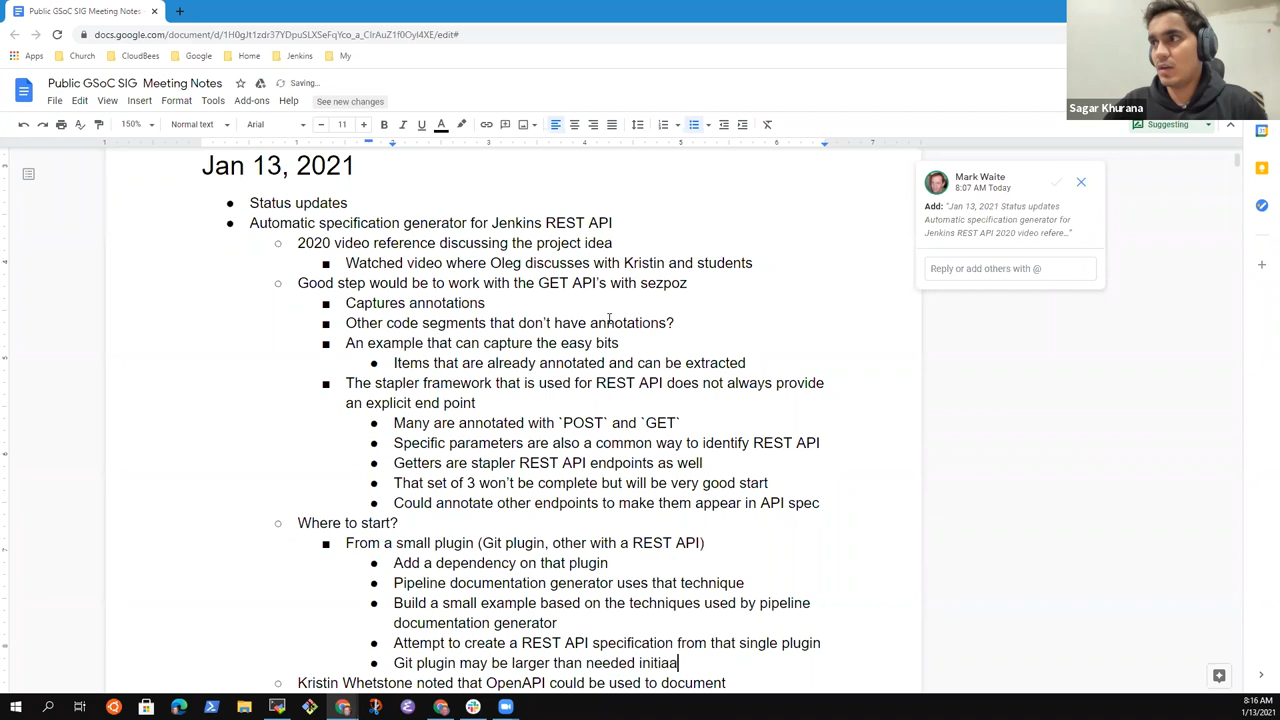 Public GSoC SIG Meeting Notes
docs.google.com/document/d/1H0gJt1zdr37YDpuSLXSeFqYco_a_ClrAuZ1f0Oyl4XE/edit#
Apps Church CloudBees Google Home Jenkins My
Sagar Khurana
Public GSoC SIG Meeting Notes Saving...
File Edit View Insert Format Tools Add-ons Help See new changes
150% Normal text Arial 11 Suggesting
1 1 3 4 5 6 7
Jan 13, 2021
● Status updates
● Automatic specification generator for Jenkins REST API
○ 2020 video reference discussing the project idea
■ Watched video where Oleg discusses with Kristin and students
○ Good step would be to work with the GET API's with sezpoz
■ Captures annotations
■ Other code segments that don't have annotations?
■ An example that can capture the easy bits
● Items that are already annotated and can be extracted
■ The stapler framework that is used for REST API does not always provide
an explicit end point
● Many are annotated with `POST` and `GET`
● Specific parameters are also a common way to identify REST API
● Getters are stapler REST API endpoints as well
● That set of 3 won't be complete but will be very good start
● Could annotate other endpoints to make them appear in API spec
○ Where to start?
■ From a small plugin (Git plugin, other with a REST API)
● Add a dependency on that plugin
● Pipeline documentation generator uses that technique
● Build a small example based on the techniques used by pipeline
documentation generator
● Attempt to create a REST API specification from that single plugin
● Git plugin may be larger than needed initiaa
○ Kristin Whetstone noted that OpenAPI could be used to document
Mark Waite
8:07 AM Today
Add: "Jan 13, 2021 Status updates
Automatic specification generator for
Jenkins REST API 2020 video refere..."
Reply or add others with @
8:16 AM
1/13/2021